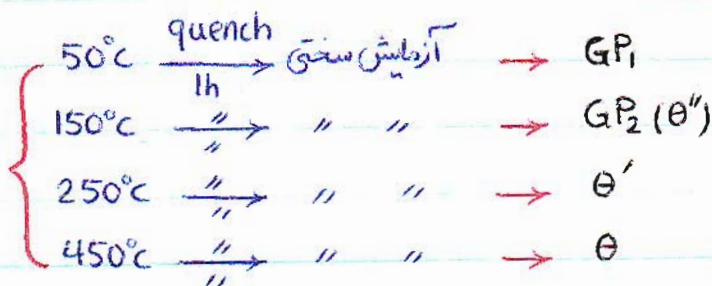 50°C quench 1h → آزمایش سختی → GP₁
150°C 〃 〃 → 〃 〃 → GP₂ (θ″)
250°C 〃 〃 → 〃 〃 → θ′
450°C 〃 〃 → 〃 〃 → θ